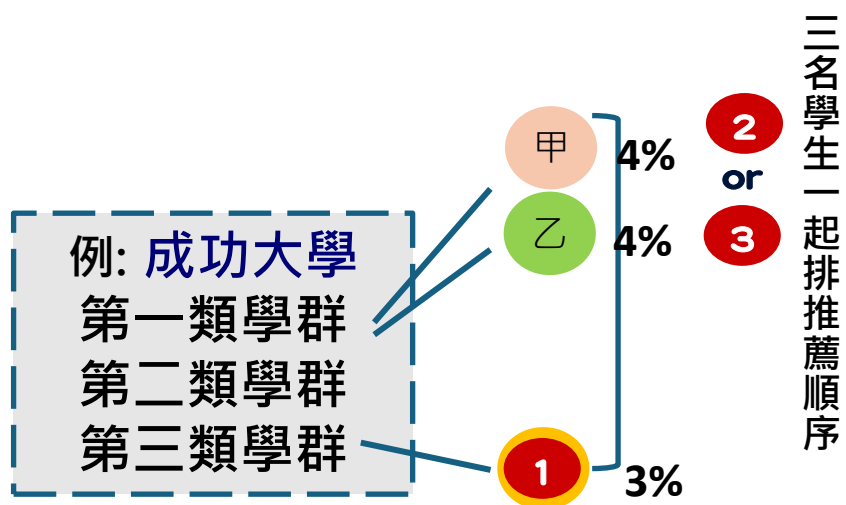 例: 成功大學
第一類學群
第二類學群
第三類學群
甲
4%
乙
4%
1
3%
2
or
3
三名學生一起排推薦順序